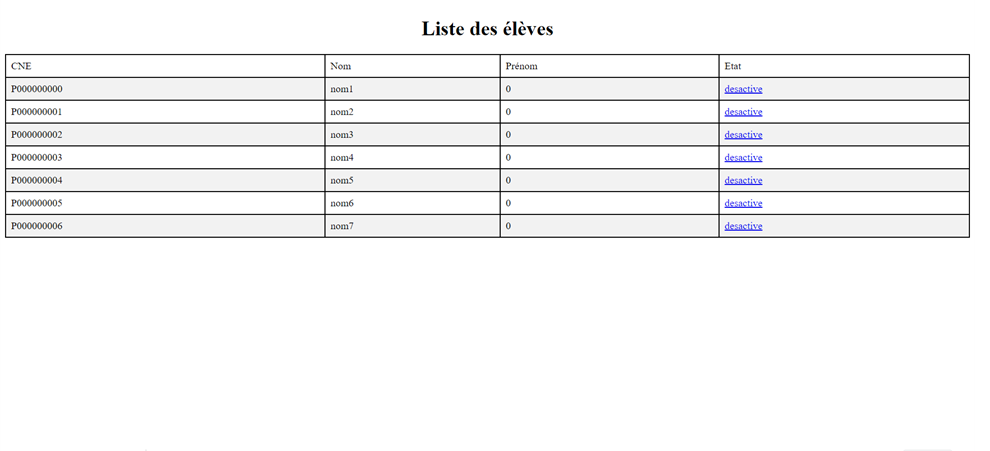 Liste des élèves
CNE Nom Prénom Etat
P000000000 nom1 0 desactive
P000000001 nom2 0 desactive
P000000002 nom3 0 desactive
P000000003 nom4 0 desactive
P000000004 nom5 0 desactive
P000000005 nom6 0 desactive
P000000006 nom7 0 desactive